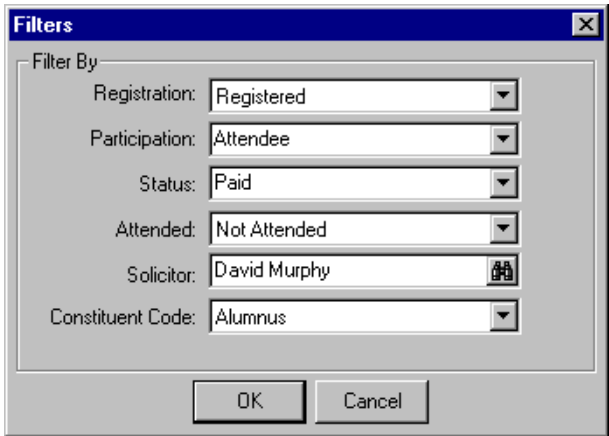 Filters
Filter By
Registration: Registered
Participation: Attendee
Status: Paid
Attended: Not Attended
Solicitor: David Murphy
Constituent Code: Alumnus
OK Cancel